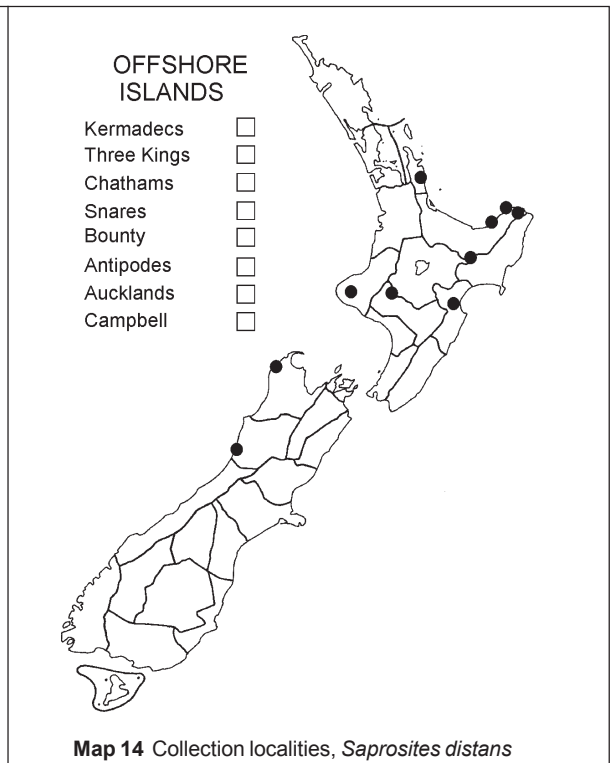 OFFSHORE
ISLANDS
Kermadecs
Three Kings
Chathams
Snares
Bounty
Antipodes
Aucklands
Campbell
Map 14 Collection localities, Saprosites distans